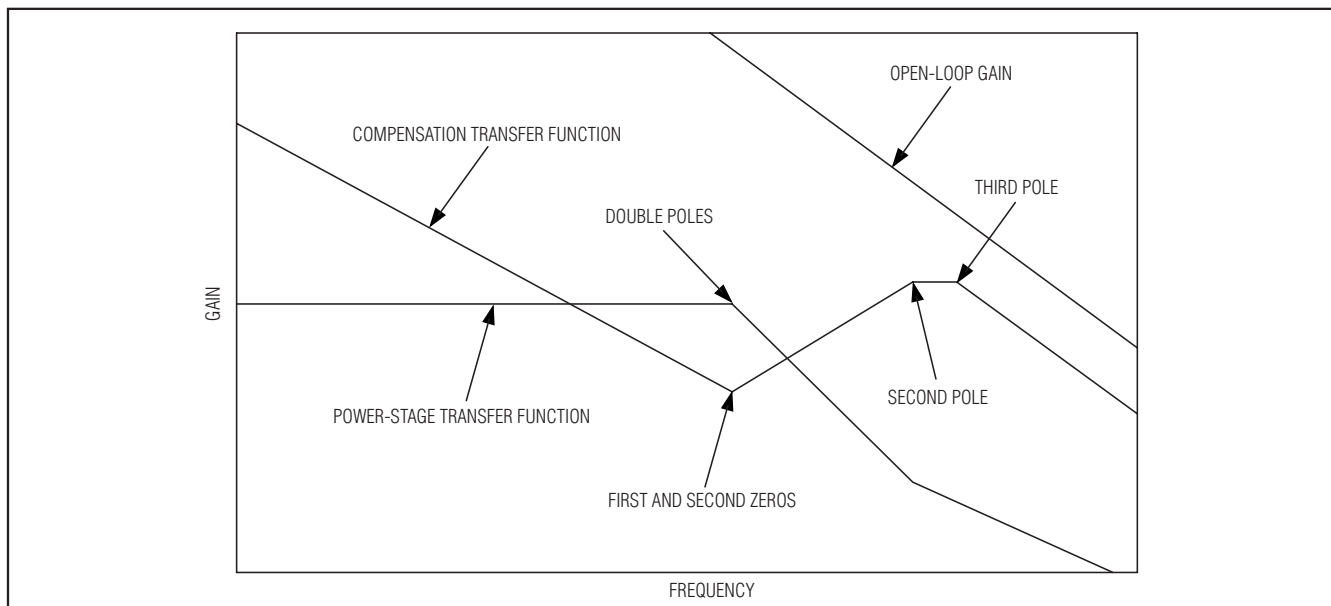 OPEN-LOOP GAIN
COMPENSATION TRANSFER FUNCTION
THIRD POLE
DOUBLE POLES
GAIN
SECOND POLE
POWER-STAGE TRANSFER FUNCTION
FIRST AND SECOND ZEROS
FREQUENCY